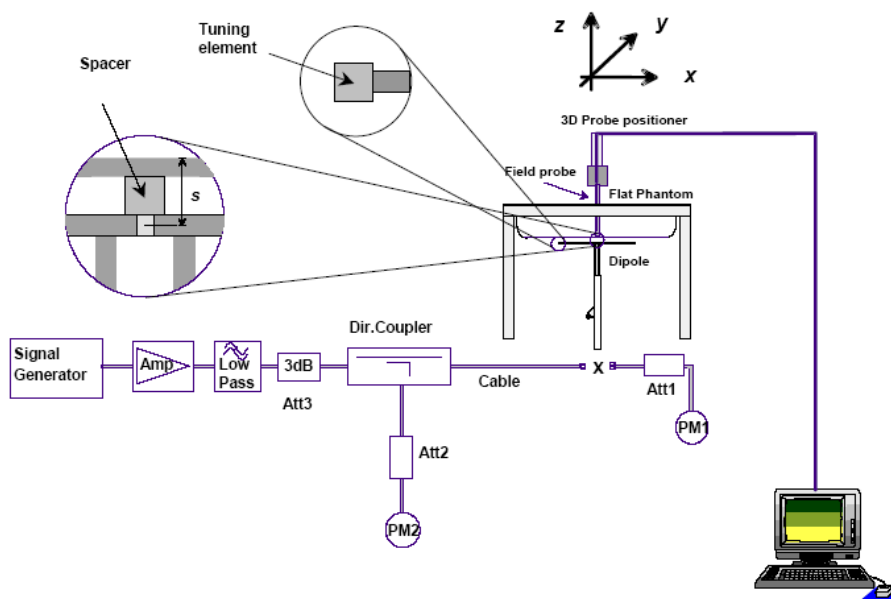 Tuning
element
Spacer
z
y
x
3D Probe positioner
Field probe
Flat Phantom
s
Dipole
Dir.Coupler
Signal
Generator
Amp
Low
Pass
3dB
Att3
Cable
X
Att1
PM1
Att2
PM2